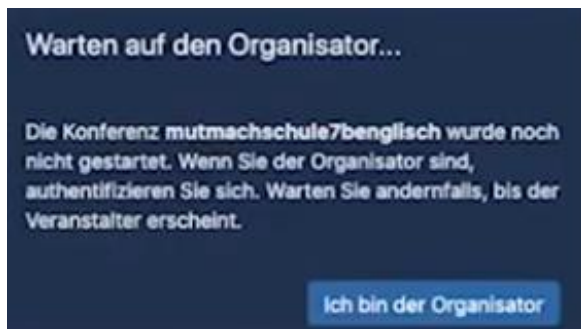 Warten auf den Organisator...
Die Konferenz mutmachschule7benglisch wurde noch
nicht gestartet. Wenn Sie der Organisator sind,
authentifizieren Sie sich. Warten Sie andernfalls, bis der
Veranstalter erscheint.
Ich bin der Organisator